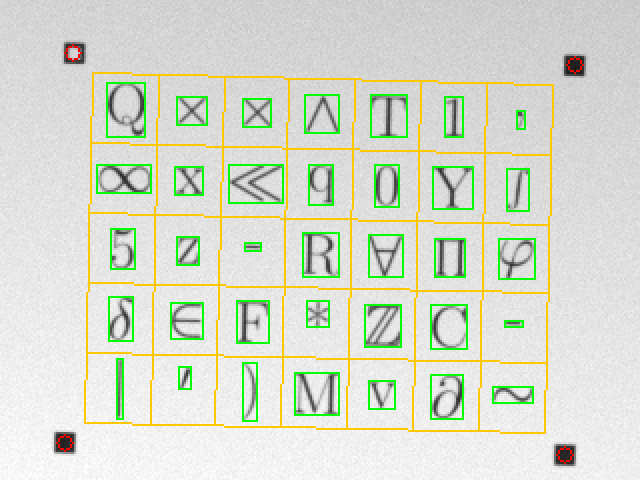 Q × × ∧ T 1 ,
∞ x ≪ q 0 Y ∫
5 z - R ∀ Π φ
δ ∈ F * ℤ C -
| ′ ) M v ∂ ~